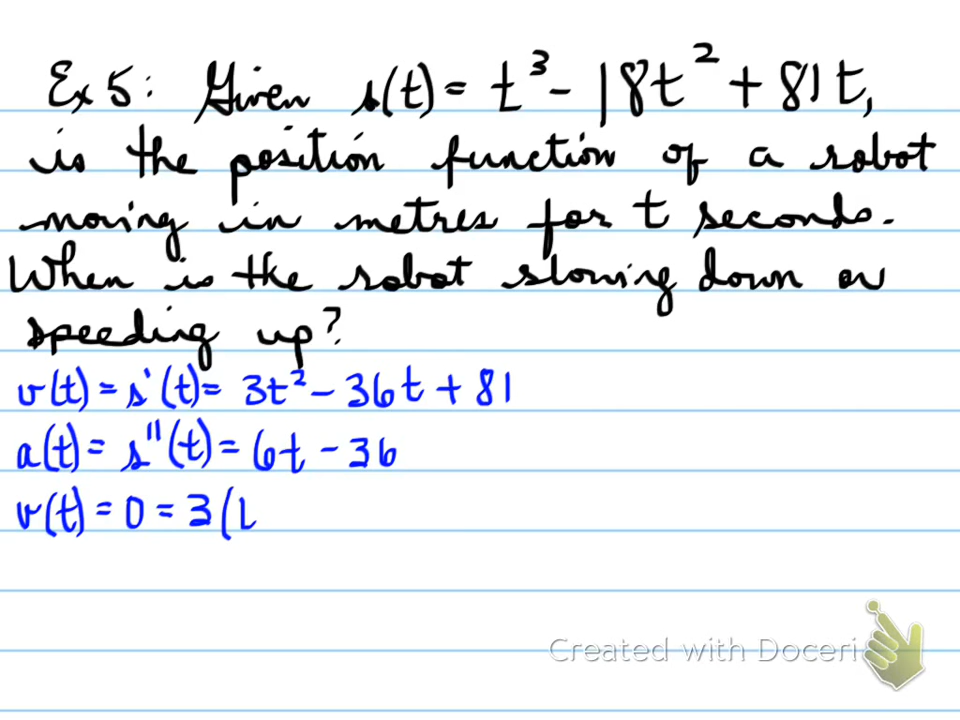 Ex 5: Given s(t) = t³ - 18t² + 81t,
is the position function of a robot
moving in metres for t seconds.
When is the robot slowing down or
speeding up?
v(t) = s'(t) = 3t² - 36t + 81
a(t) = s''(t) = 6t - 36
v(t) = 0 = 3(
Created with Doceri